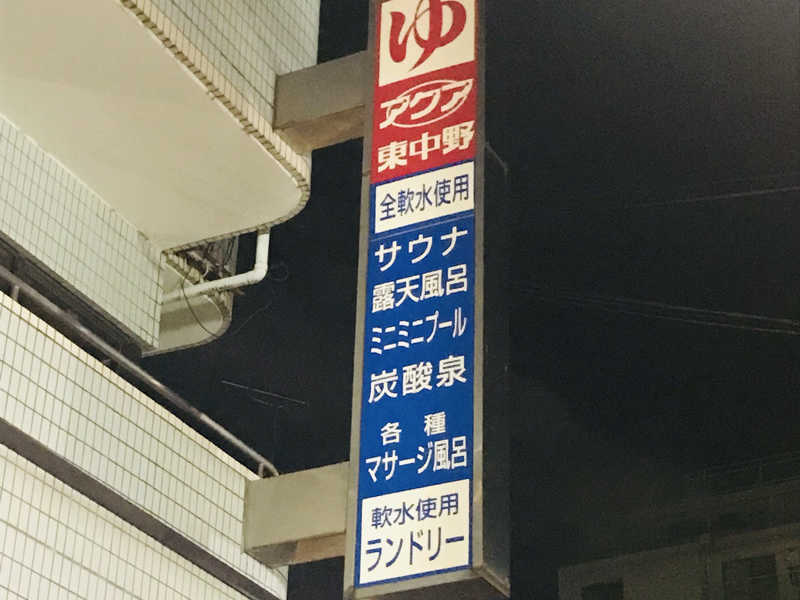 ゆ
アクア
東中野
全軟水使用
サウナ
露天風呂
ミニミニプール
炭酸泉
各種
マサージ風呂
軟水使用
ランドリー